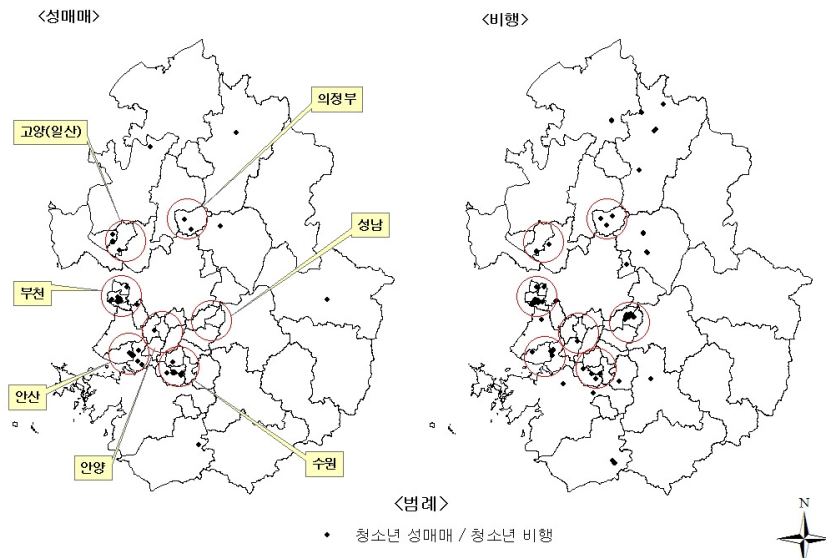 <성매매>
<비행>
의정부
고양(일산)
성남
부천
안산
안양
수원
<범례>
청소년 성매매 / 청소년 비행
N